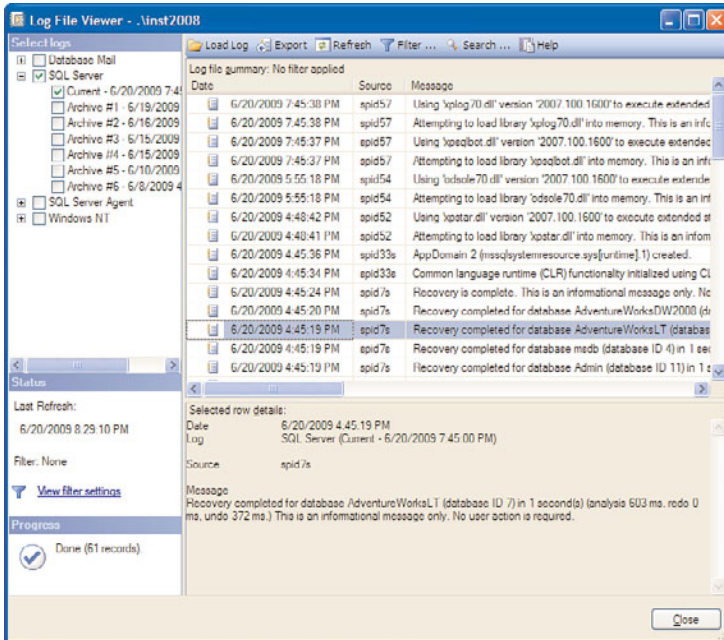 Log File Viewer - .\inst2008
Select logs
Database Mail
SQL Server
Current - 6/20/2009 7:4
Archive #1 - 6/19/2009
Archive #2 - 6/16/2009
Archive #3 - 6/15/2009
Archive #4 - 6/15/2009
Archive #5 - 6/10/2009
Archive #6 - 6/8/2009 4
SQL Server Agent
Windows NT
Status
Last Refresh:
6/20/2009 8:29:10 PM
Filter: None
View filter settings
Progress
Done (61 records).
Load Log Export Refresh Filter ... Search ... Help
Log file summary: No filter applied
Date Source Message
6/20/2009 7:45:38 PM spid57 Using 'xplog70.dll' version '2007.100.1600' to execute extended
6/20/2009 7:45:38 PM spid57 Attempting to load library 'xplog70.dll' into memory. This is an info
6/20/2009 7:45:37 PM spid57 Using 'xpsqlbot.dll' version '2007.100.1600' to execute extended
6/20/2009 7:45:37 PM spid57 Attempting to load library 'xpsqlbot.dll' into memory. This is an info
6/20/2009 5:55:18 PM spid54 Using 'odsole70.dll' version '2007.100.1600' to execute extende
6/20/2009 5:55:18 PM spid54 Attempting to load library 'odsole70.dll' into memory. This is an inf
6/20/2009 4:48:42 PM spid52 Using 'xpstar.dll' version '2007.100.1600' to execute extended st
6/20/2009 4:48:41 PM spid52 Attempting to load library 'xpstar.dll' into memory. This is an inform
6/20/2009 4:45:36 PM spid33s AppDomain 2 (mssqlsystemresource.sys[runtime].1) created.
6/20/2009 4:45:34 PM spid33s Common language runtime (CLR) functionality initialized using CL
6/20/2009 4:45:24 PM spid7s Recovery is complete. This is an informational message only. No
6/20/2009 4:45:20 PM spid7s Recovery completed for database AdventureWorksDW2008 (da
6/20/2009 4:45:19 PM spid7s Recovery completed for database AdventureWorksLT (databas
6/20/2009 4:45:19 PM spid7s Recovery completed for database msdb (database ID 4) in 1 sec
6/20/2009 4:45:19 PM spid7s Recovery completed for database Admin (database ID 11) in 1 s
Selected row details:
Date 6/20/2009 4:45:19 PM
Log SQL Server (Current - 6/20/2009 7:45:00 PM)
Source spid7s
Message
Recovery completed for database AdventureWorksLT (database ID 7) in 1 second(s) (analysis 603 ms, redo 0
ms, undo 372 ms.) This is an informational message only. No user action is required.
Close